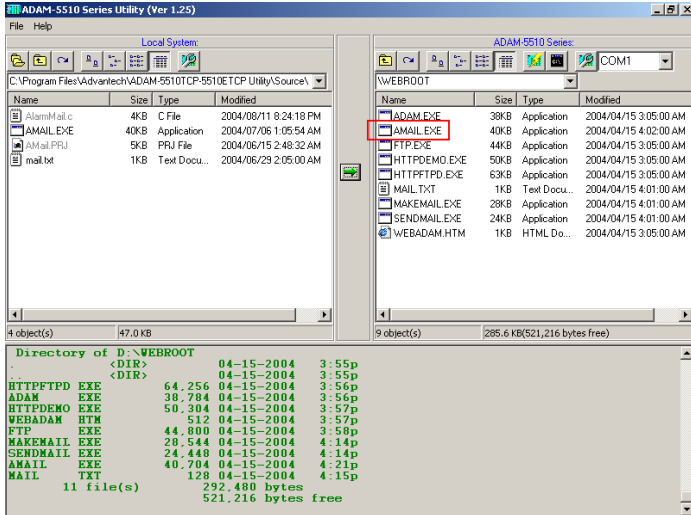 ADAM-5510 Series Utility (Ver 1.25)
File Help
Local System:
C:\Program Files\Advantech\ADAM-5510TCP-5510ETCP Utility\Source\
Name Size Type Modified
AlarmMail.c 4KB C File 2004/08/11 8:24:18 PM
AMAIL.EXE 40KB Application 2004/07/06 1:05:54 AM
AMail.PRJ 5KB PRJ File 2004/06/15 2:48:32 AM
mail.txt 1KB Text Docu... 2004/06/29 2:05:00 AM
4 object(s) 47.0 KB
ADAM-5510 Series:
COM1
\WEBROOT
Name Size Type Modified
ADAM.EXE 38KB Application 2004/04/15 3:05:00 AM
AMAIL.EXE 40KB Application 2004/04/15 4:02:00 AM
FTP.EXE 44KB Application 2004/04/15 3:05:00 AM
HTTPDEMO.EXE 50KB Application 2004/04/15 3:05:00 AM
HTTPFTPD.EXE 63KB Application 2004/04/15 3:05:00 AM
MAIL.TXT 1KB Text Docu... 2004/04/15 4:01:00 AM
MAKEMAIL.EXE 28KB Application 2004/04/15 4:01:00 AM
SENDMAIL.EXE 24KB Application 2004/04/15 4:01:00 AM
WEBADAM.HTM 1KB HTML Do... 2004/04/15 3:05:00 AM
9 object(s) 285.6 KB(521,216 bytes free)
Directory of D:\WEBROOT
. <DIR> 04-15-2004 3:55p
.. <DIR> 04-15-2004 3:55p
HTTPFTPD EXE 64,256 04-15-2004 3:56p
ADAM EXE 38,784 04-15-2004 3:56p
HTTPDEMO EXE 50,304 04-15-2004 3:57p
WEBADAM HTM 512 04-15-2004 3:57p
FTP EXE 44,800 04-15-2004 3:58p
MAKEMAIL EXE 28,544 04-15-2004 4:14p
SENDMAIL EXE 24,448 04-15-2004 4:14p
AMAIL EXE 40,704 04-15-2004 4:21p
MAIL TXT 128 04-15-2004 4:15p
11 file(s) 292,480 bytes
521,216 bytes free